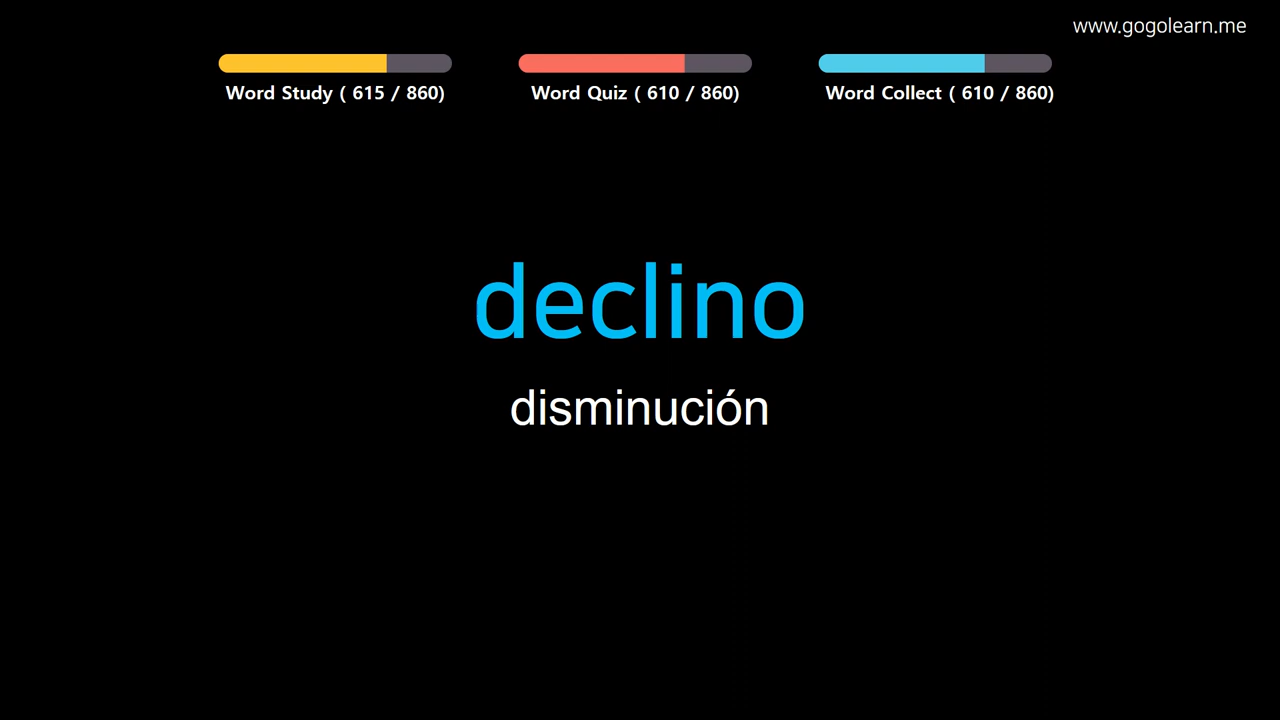 www.gogolearn.me
Word Study ( 615 / 860)
Word Quiz ( 610 / 860)
Word Collect ( 610 / 860)
declino
disminución